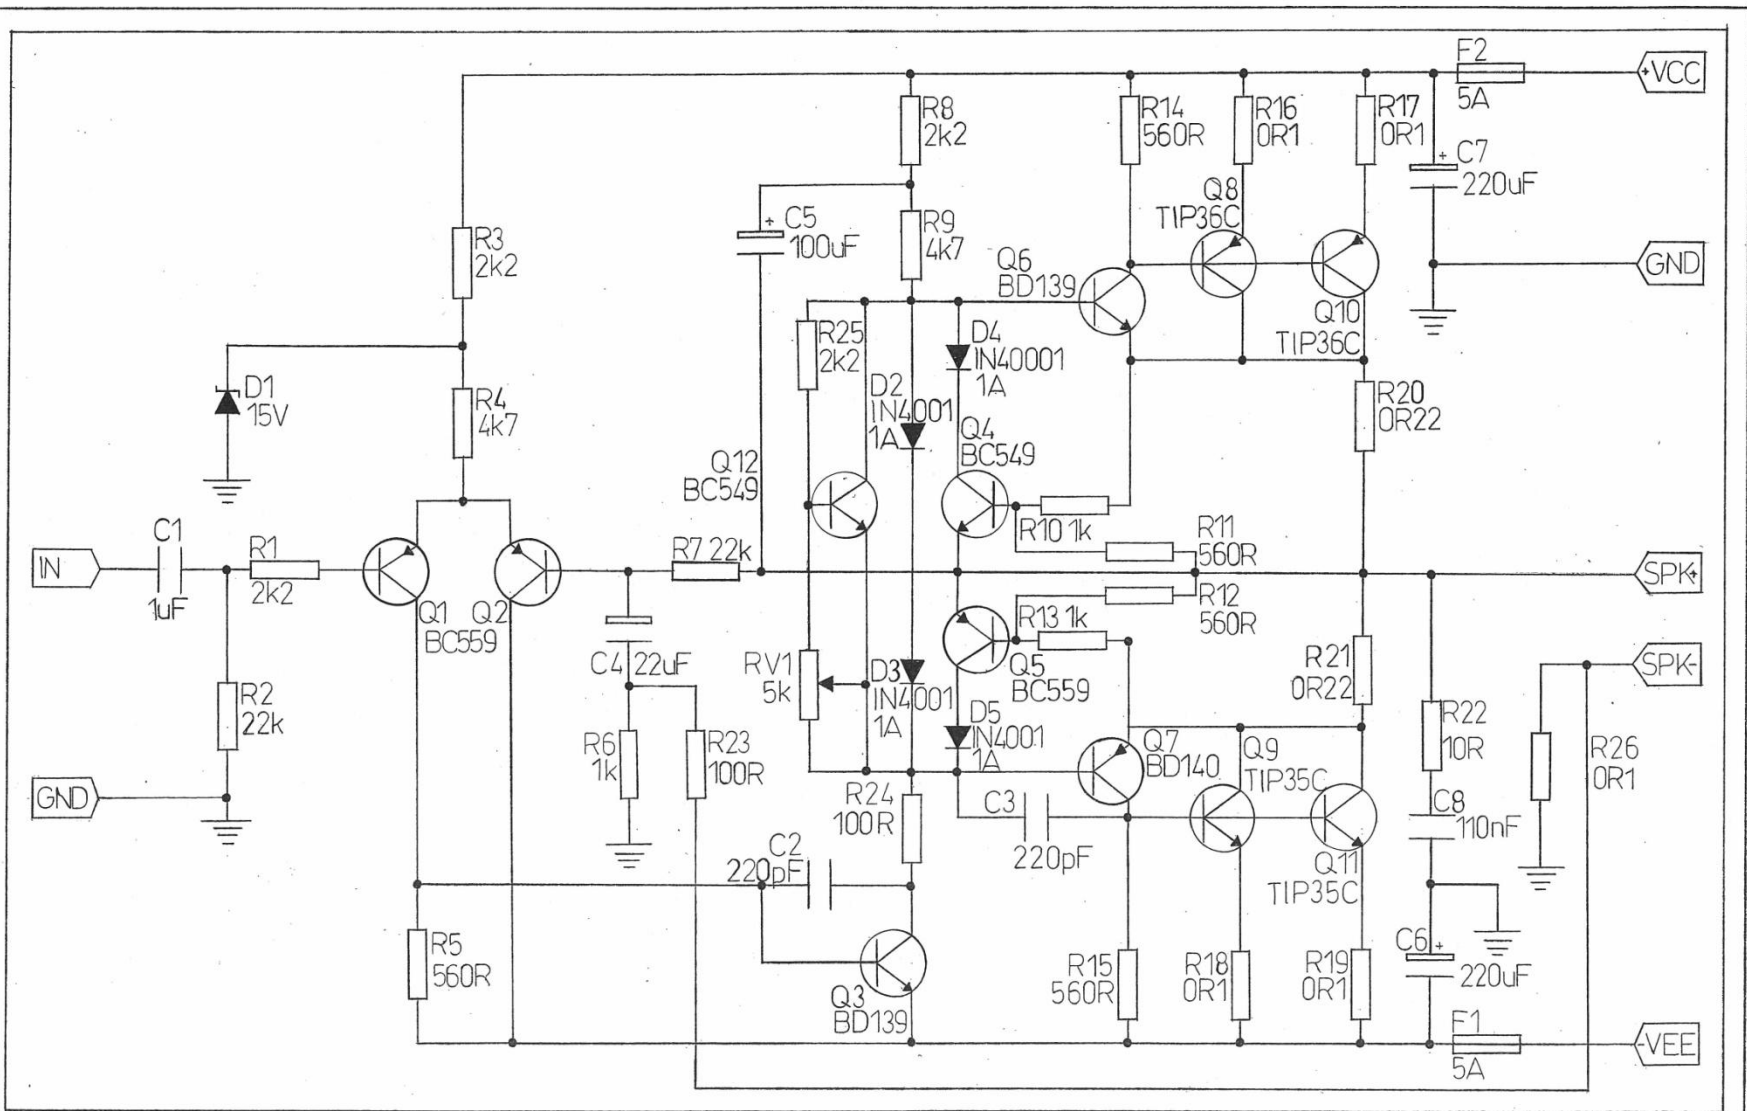 F2
5A
+VCC
R8
2k2
R14
560R
R16
0R1
R17
0R1
C7
+
220uF
Q8
TIP36C
R3
2k2
+
C5
100uF
R9
4k7
Q6
BD139
GND
Q10
TIP36C
R25
2k2
D4
IN40001
1A
D1
15V
R4
4k7
D2
IN4001
1A
R20
0R22
Q4
BC549
Q12
BC549
C1
1uF
IN
R1
2k2
R7 22k
R10 1k
R11
560R
SPK+
Q1
Q2
BC559
R13 1k
R12
560R
C4 22uF
RV1
5k
D3
IN4001
1A
Q5
BC559
R21
0R22
SPK-
R2
22k
R6
1k
R23
100R
D5
IN4001
1A
Q7
BD140
Q9
TIP35C
R22
10R
R26
0R1
GND
R24
100R
C3
220pF
C8
110nF
C2
220pF
Q11
TIP35C
R5
560R
Q3
BD139
R15
560R
R18
0R1
R19
0R1
C6
+
220uF
F1
5A
-VEE